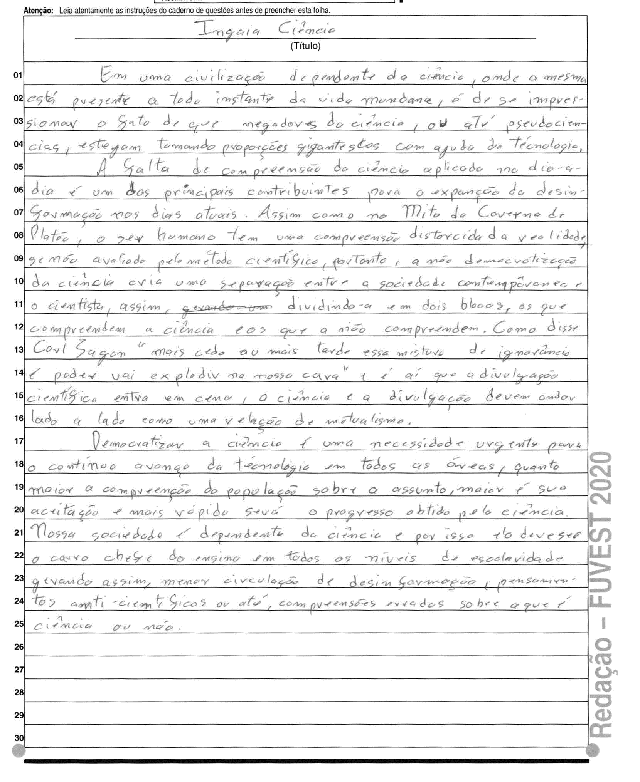 Atenção: Leia atentamente as instruções do caderno de questões antes de preencher esta folha.
Ingaia Ciência
(Título)
01 Em uma civilização dependente da ciência, onde a mesma
02 está presente a todo instante da vida mundana, é de se impres-
03 sionar o fato de que negadores da ciência, ou até pseudociên-
04 cias, estejam tomando proporções gigantescas com ajuda da tecnologia.
05 A falta de compreensão da ciência aplicada no dia-a-
06 dia é um dos principais contribuintes para a expanção da desin-
07 formação nos dias atuais. Assim como no Mito da Caverna de
08 Platão, o ser humano tem uma compreensão distorcida da realidade,
09 se não avaliado pelo método científico, portanto, a não democratização
10 da ciência cria uma separação entre a sociedade contemporânea e
11 o cientista, assim, dividindo-a em dois blocos, os que
12 compreendem a ciência e os que a não compreendem. Como disse
13 Carl Sagan "mais cedo ou mais tarde essa mistura de ignorância
14 e poder vai explodir na nossa cara" e é aí que a divulgação
15 científica entra em cena, a ciência e a divulgação devem andar
16 lado a lado como uma relação de mutualismo.
17 Democratizar a ciência é uma necessidade urgente para
18 o contínuo avanço da técnologia em todos as áreas, quanto
19 maior a compreenção da população sobre o assunto, maior é sua
20 aceitação e mais rápido será o progresso obtido pela ciência.
21 Nossa sociedade é dependente da ciência e por isso ela deve ser
22 o carro chefe do ensino em todos os níveis de escolaridade
23 gerando assim, menor circulação de desinformação, pensamen-
24 tos anti-científicos ou até, compreensões erradas sobre o que é
25 ciência ou não.
26
27
28
29
30
Redação – FUVEST 2020